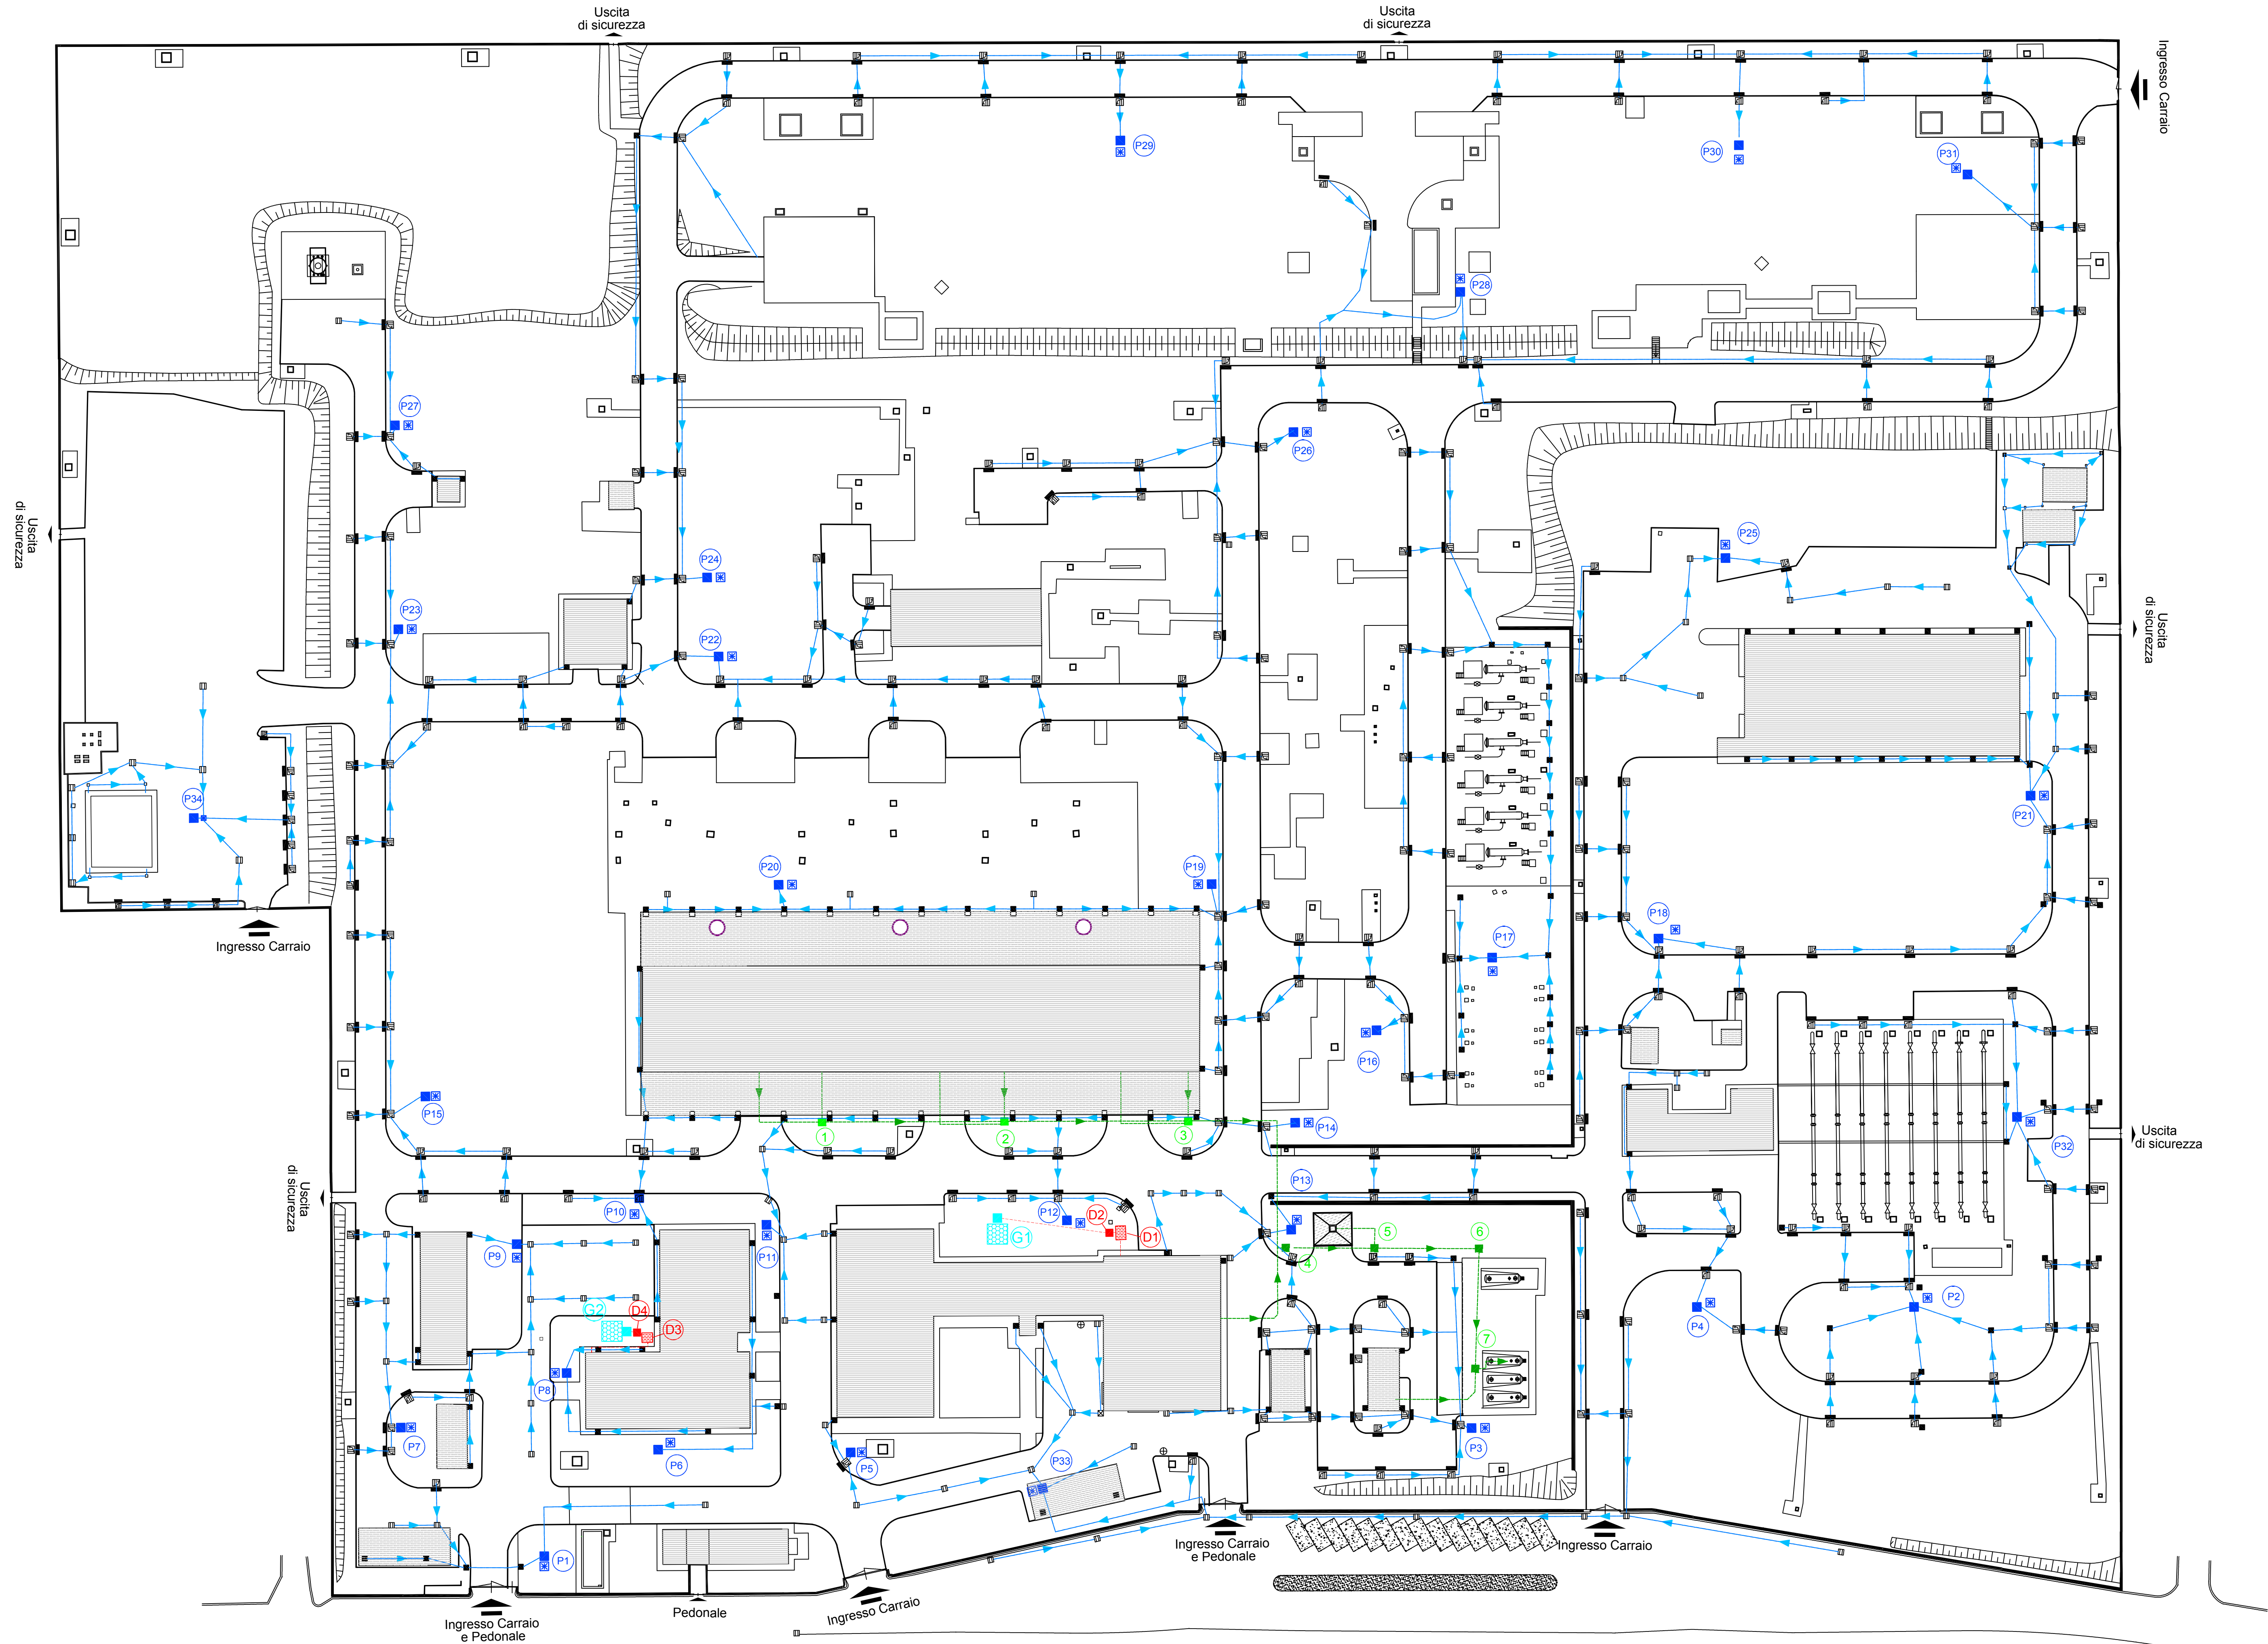 Uscita
di sicurezza
Uscita
di sicurezza
Ingresso Carraio
P29
P30
P31
P28
P27
P26
P25
Uscita
di sicurezza
P24
P23
P22
Uscita
di sicurezza
P34
P21
P20
P19
P18
P17
Ingresso Carraio
P16
P15
1
2
3
P14
Uscita
di sicurezza
P32
Uscita
di sicurezza
P13
P10
P12
D2
D1
G1
P9
P11
4
5
6
G2
D4
D3
P4
P2
7
P8
P7
P6
P5
P33
P3
P1
Ingresso Carraio
e Pedonale
Pedonale
Ingresso Carraio
Ingresso Carraio
e Pedonale
Ingresso Carraio